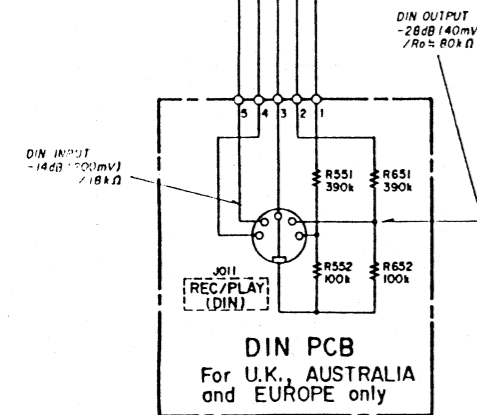 DIN OUTPUT
-28dB (40mV
/Ro≒80kΩ
5 4 3 2 1
DIN INPUT
-14dB (200mV)
/18kΩ
R551
390k
R651
390k
R552
100k
R652
100k
J011
REC/PLAY
(DIN)
DIN PCB
For U.K., AUSTRALIA
and EUROPE only